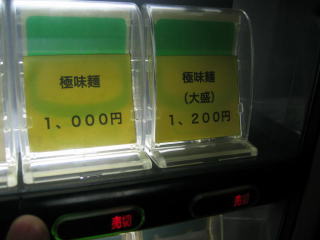 極味麺
1、000円
極味麺
(大盛)
1、200円
売切
売切